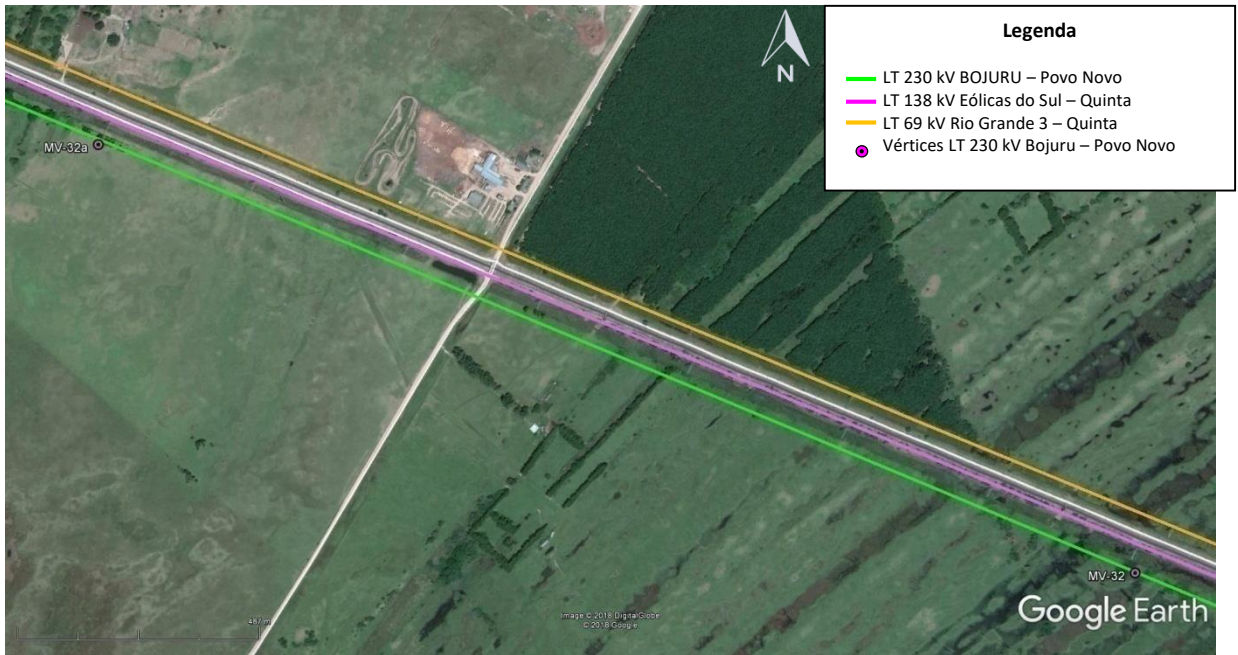 Legenda
LT 230 kV BOJURU – Povo Novo
LT 138 kV Eólicas do Sul – Quinta
LT 69 kV Rio Grande 3 – Quinta
Vértices LT 230 kV Bojuru – Povo Novo
N
MV-32a
MV-32
467 m
Image © 2018 DigitalGlobe
© 2018 Google
Google Earth